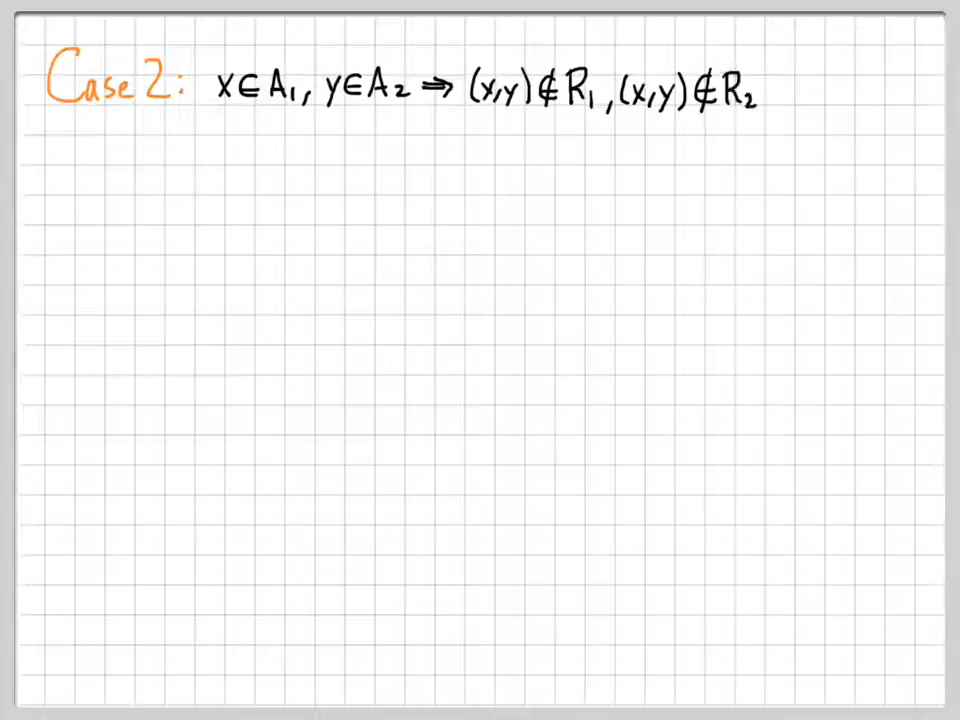 Case 2: x∈A₁, y∈A₂ ⇒ (x,y)∉R₁, (x,y)∉R₂